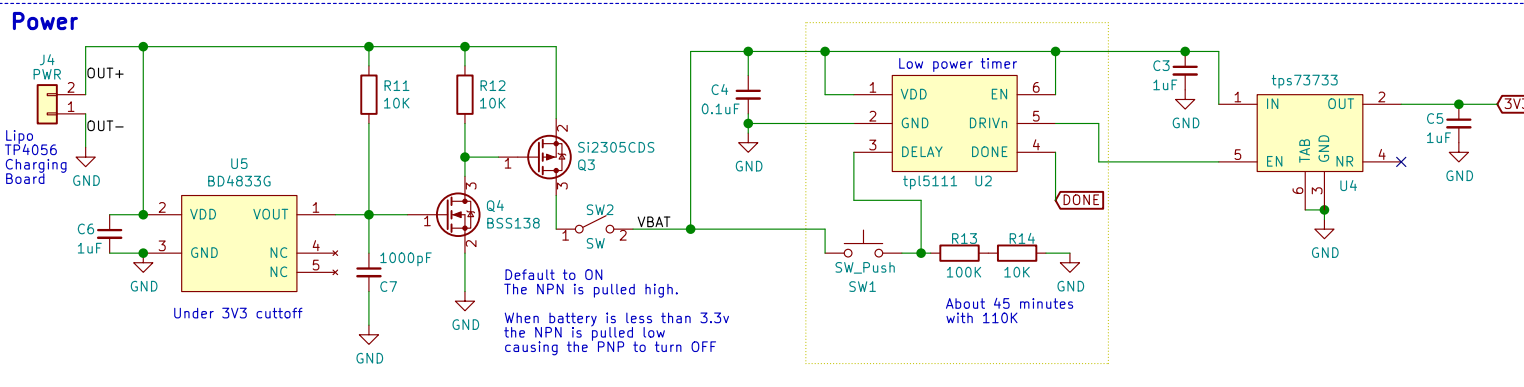 Power
J4
PWR
OUT+
2
1
OUT-
Lipo
TP4056
Charging
Board
GND
U5
BD4833G
2 VDD VOUT 1
3 GND NC 4
NC 5
C6
1uF
GND
Under 3V3 cuttoff
R11
10K
R12
10K
1000pF
C7
GND
Q4
BSS138
3
1
2
GND
Si2305CDS
Q3
2
1
3
SW2
1 2
SW
VBAT
Default to ON
The NPN is pulled high.
When battery is less than 3.3v
the NPN is pulled low
causing the PNP to turn OFF
C4
0.1uF
GND
Low power timer
1 VDD EN 6
2 GND DRIVn 5
3 DELAY DONE 4
tpl5111 U2
DONE
SW_Push
SW1
R13
100K
R14
10K
GND
About 45 minutes
with 110K
C3
1uF
GND
tps73733
1 IN OUT 2
5 EN TAB GND NR 4
6 3
U4
GND
C5
1uF
GND